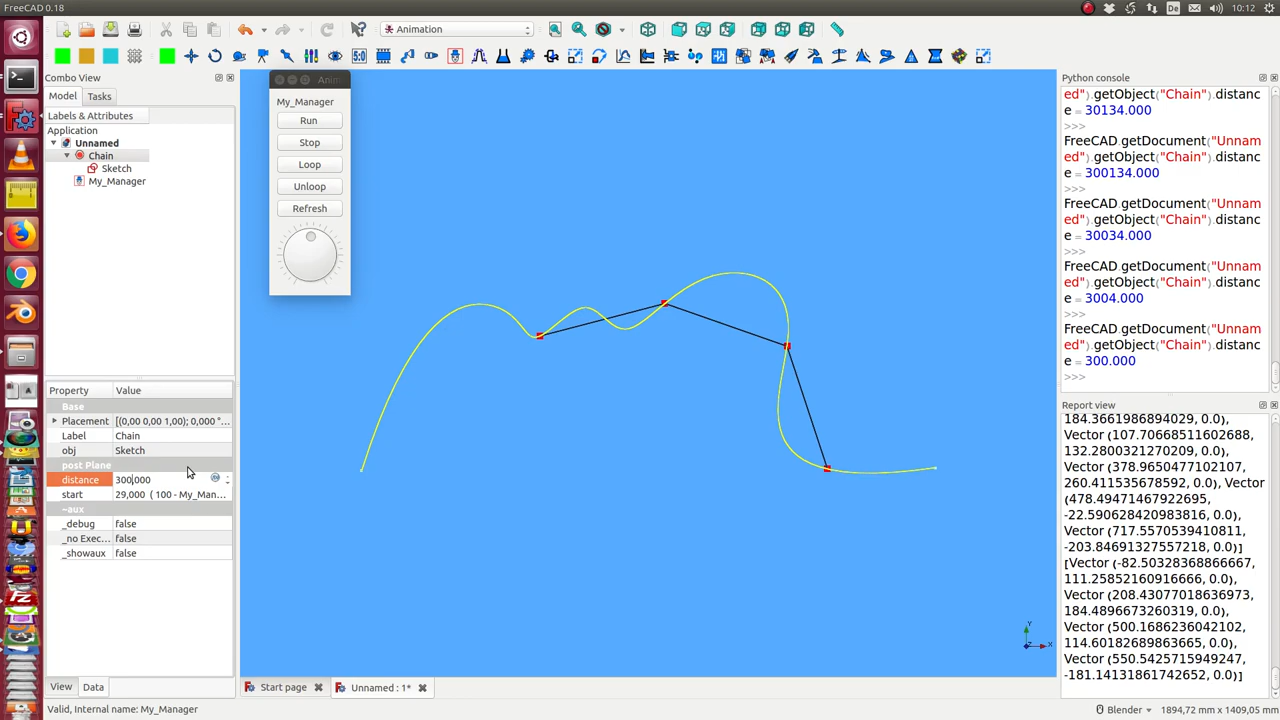 FreeCAD 0.18
De
10:12
Animation
Combo View
Model
Tasks
Labels & Attributes
Application
Unnamed
Chain
Sketch
My_Manager
My_Manager
Run
Stop
Loop
Unloop
Refresh
Property
Value
Base
Placement
[(0,00 0,00 1,00); 0,000 °...
Label
Chain
obj
Sketch
post Plane
distance
300,000
start
29,000 ( 100 - My_Man...
~aux
_debug
false
_no Exec...
false
_showaux
false
View
Data
Start page
Unnamed : 1*
Python console
ed").getObject("Chain").distanc
e = 30134.000
>>>
FreeCAD.getDocument("Unnam
ed").getObject("Chain").distanc
e = 300134.000
>>>
FreeCAD.getDocument("Unnam
ed").getObject("Chain").distanc
e = 30034.000
>>>
FreeCAD.getDocument("Unnam
ed").getObject("Chain").distanc
e = 3004.000
>>>
FreeCAD.getDocument("Unnam
ed").getObject("Chain").distanc
e = 300.000
>>>
Report view
184.3661986894029, 0.0),
Vector (107.70668511602688,
132.2800321270209, 0.0),
Vector (378.96504771 02107,
260.411535678592, 0.0), Vector
(478.49471467922695,
-22.590628420983816, 0.0),
Vector (717.5570539410811,
-203.84691327557218, 0.0)]
[Vector (-82.50328368866667,
111.25852160916666, 0.0),
Vector (208.43077018636973,
184.4896673260319, 0.0),
Vector (500.1686236042102,
114.60182689863665, 0.0),
Vector (550.5425715949247,
-181.14131861742652, 0.0)]
Valid, Internal name: My_Manager
Blender
1894,72 mm x 1409,05 mm